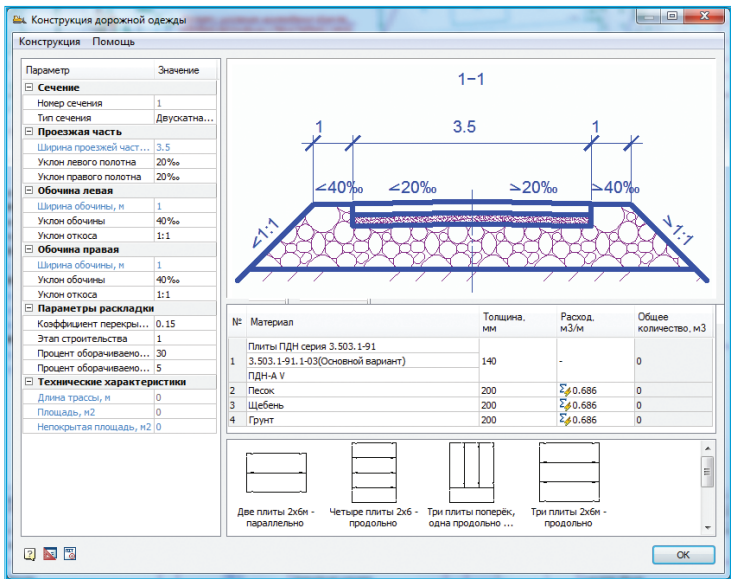 Конструкция дорожной одежды
Конструкция Помощь
Параметр Значение
Сечение
Номер сечения 1
Тип сечения Двускатна...
Проезжая часть
Ширина проезжей част... 3.5
Уклон левого полотна 20‰
Уклон правого полотна 20‰
Обочина левая
Ширина обочины, м 1
Уклон обочины 40‰
Уклон откоса 1:1
Обочина правая
Ширина обочины, м 1
Уклон обочины 40‰
Уклон откоса 1:1
Параметры раскладки
Коэффициент перекры... 0.15
Этап строительства 1
Процент оборачиваемо... 30
Процент оборачиваемо... 5
Технические характеристики
Длина трассы, м 0
Площадь, м2 0
Непокрытая площадь, м2 0
1-1
1 3.5 1
40‰ 20‰ 20‰ 40‰
1:1 1:1
№ Материал Толщина, мм Расход, м3/м Общее количество, м3
Плиты ПДН серия 3.503.1-91
1 3.503.1-91.1-03(Основной вариант) 140 - 0
ПДН-А V
2 Песок 200 0.686 0
3 Щебень 200 0.686 0
4 Грунт 200 0.686 0
Две плиты 2х6м - параллельно
Четыре плиты 2х6 - продольно
Три плиты поперёк, одна продольно ...
Три плиты 2х6м - продольно
OK